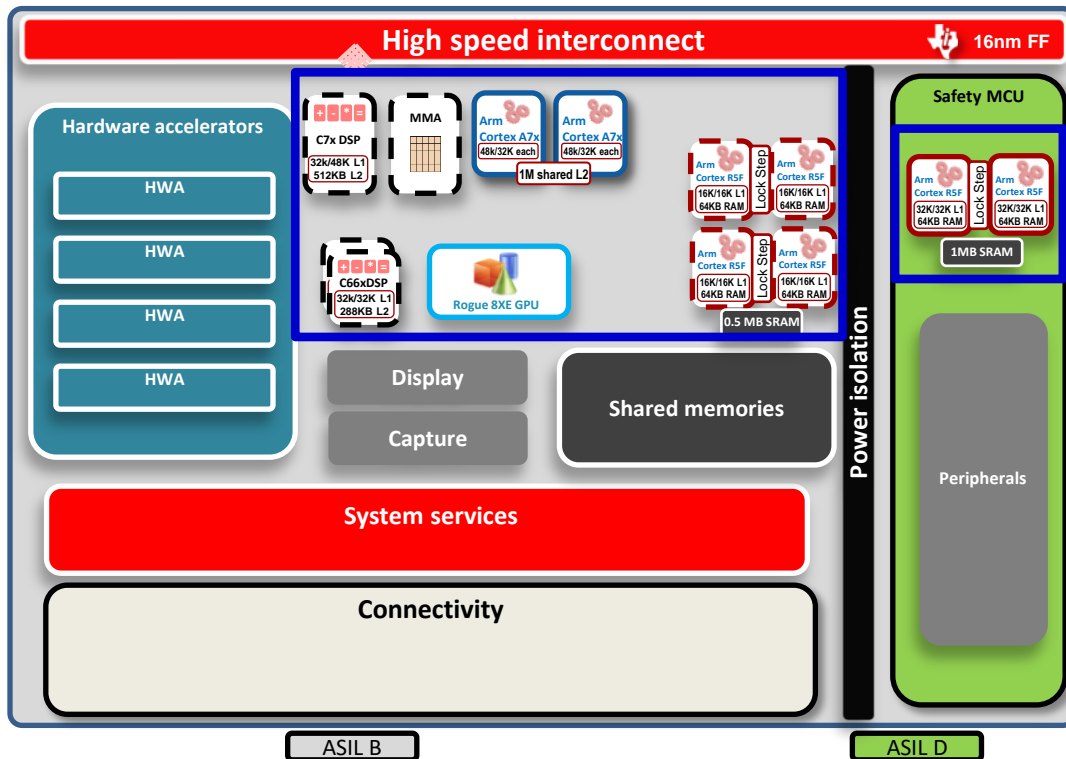 High speed interconnect
16nm FF
Hardware accelerators
HWA
HWA
HWA
HWA
+ - * =
C7x DSP
32k/48K L1
512KB L2
MMA
Arm
Cortex A7x
48k/32K each
Arm
Cortex A7x
48k/32K each
1M shared L2
+ - * =
C66xDSP
32k/32K L1
288KB L2
Rogue 8XE GPU
Arm
Cortex R5F
16K/16K L1
64KB RAM
Lock Step
Arm
Cortex R5F
16K/16K L1
64KB RAM
Arm
Cortex R5F
16K/16K L1
64KB RAM
Lock Step
Arm
Cortex R5F
16K/16K L1
64KB RAM
0.5 MB SRAM
Display
Capture
Shared memories
System services
Connectivity
Power isolation
Safety MCU
Arm
Cortex R5F
32K/32K L1
64KB RAM
Lock Step
Arm
Cortex R5F
32K/32K L1
64KB RAM
1MB SRAM
Peripherals
ASIL B
ASIL D